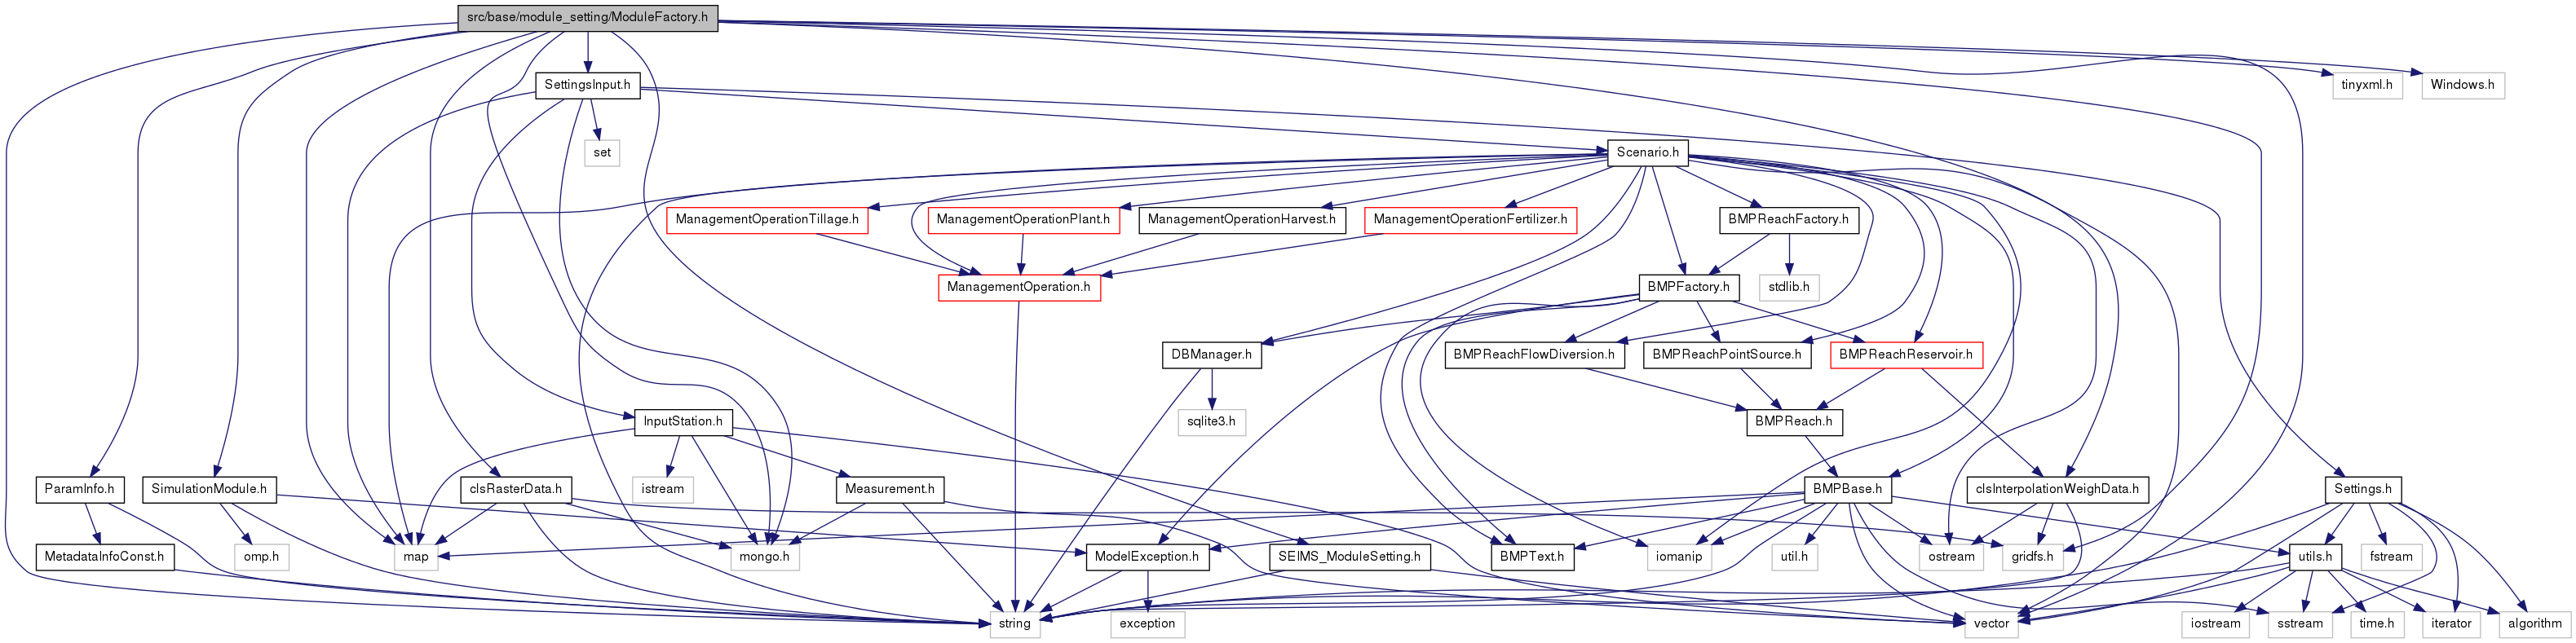 src/base/module_setting/ModuleFactory.h
SettingsInput.h
tinyxml.h
Windows.h
set
Scenario.h
ManagementOperationTillage.h
ManagementOperationPlant.h
ManagementOperationHarvest.h
ManagementOperationFertilizer.h
BMPReachFactory.h
ManagementOperation.h
BMPFactory.h
stdlib.h
DBManager.h
BMPReachFlowDiversion.h
BMPReachPointSource.h
BMPReachReservoir.h
InputStation.h
sqlite3.h
BMPReach.h
ParamInfo.h
SimulationModule.h
clsRasterData.h
istream
Measurement.h
BMPBase.h
clsInterpolationWeighData.h
Settings.h
MetadataInfoConst.h
omp.h
map
mongo.h
ModelException.h
SEIMS_ModuleSetting.h
BMPText.h
iomanip
util.h
ostream
gridfs.h
utils.h
fstream
string
exception
vector
iostream
sstream
time.h
iterator
algorithm